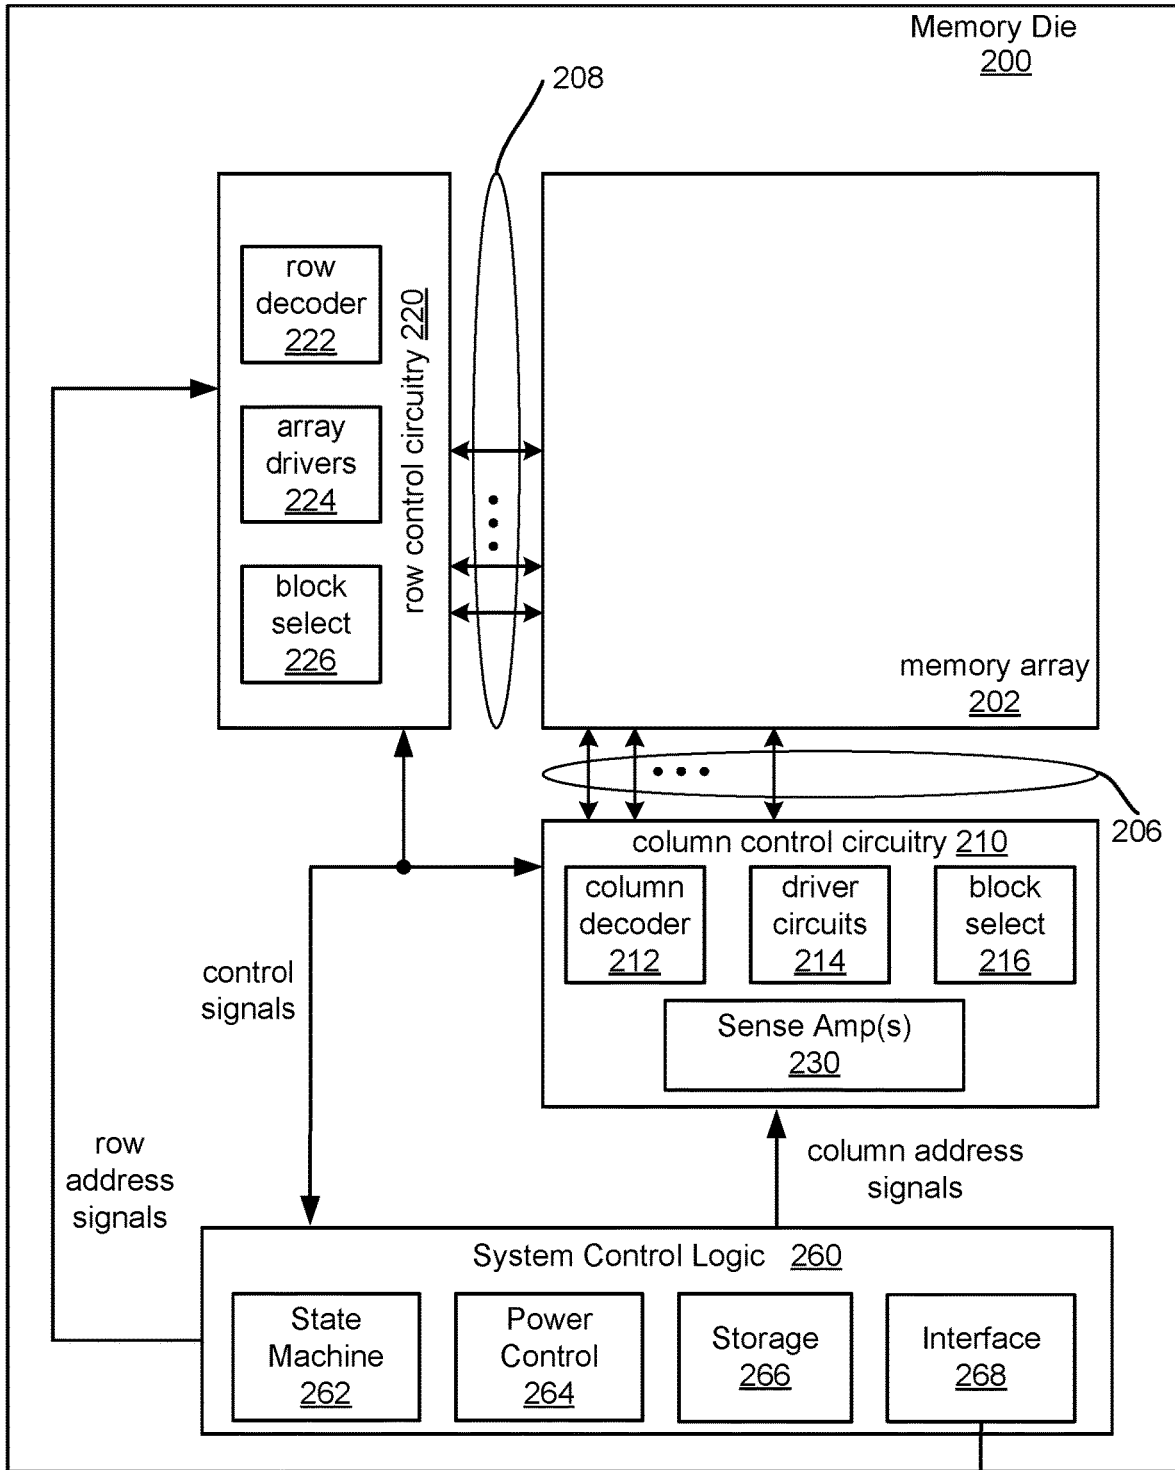 Memory Die
200
208
row
decoder
222
array
drivers
224
block
select
226
row control circuitry 220
memory array
202
206
column control circuitry 210
column
decoder
212
driver
circuits
214
block
select
216
Sense Amp(s)
230
control
signals
row
address
signals
column address
signals
System Control Logic 260
State
Machine
262
Power
Control
264
Storage
266
Interface
268